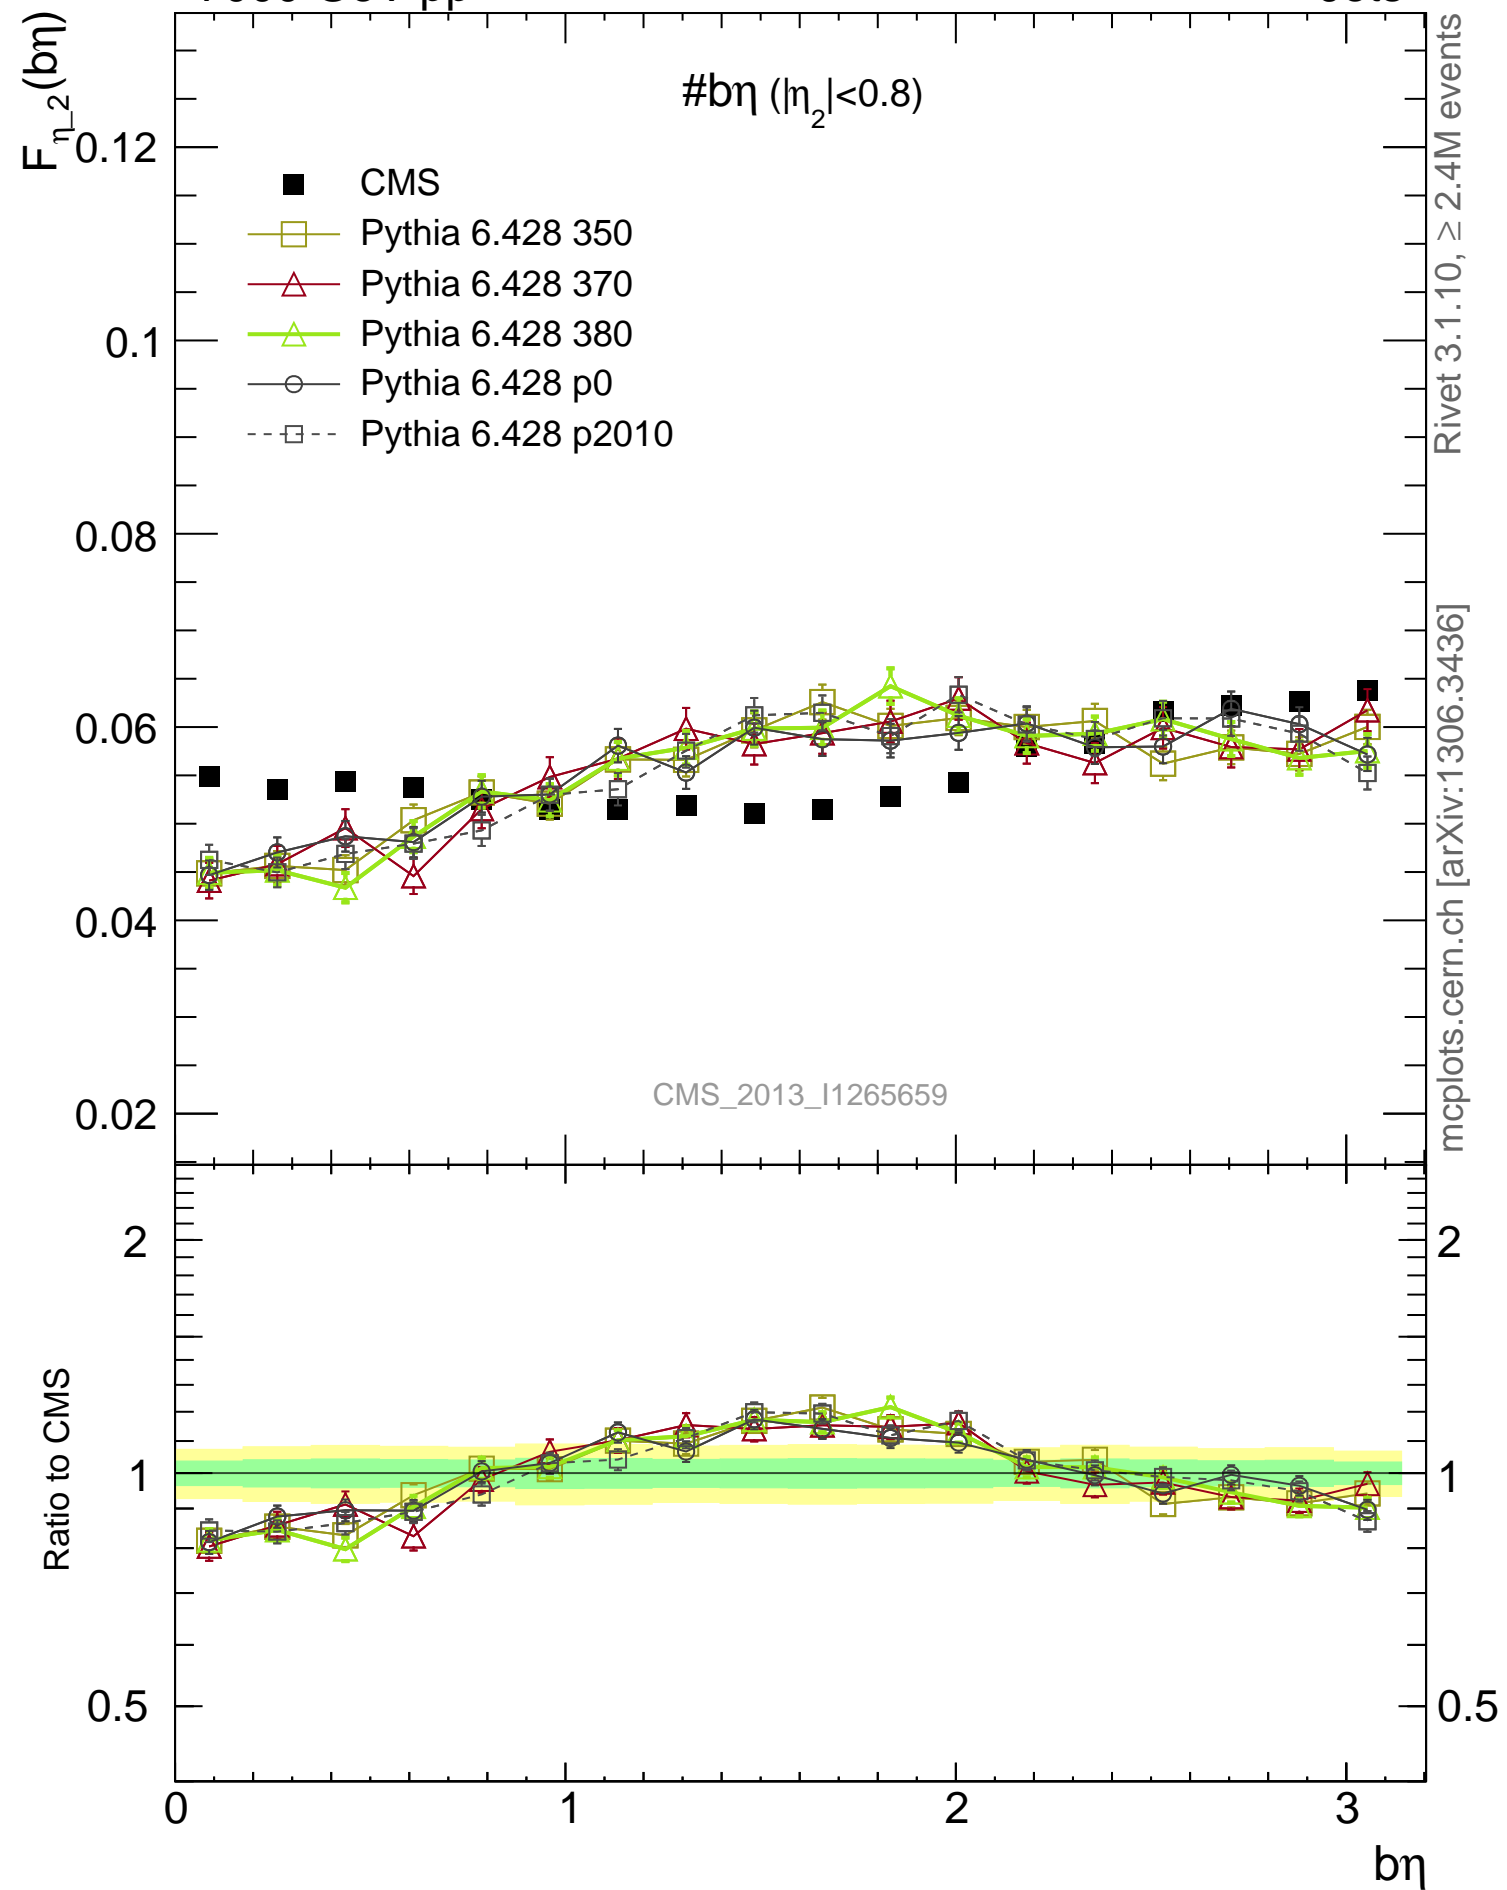 #bη (|η_2|<0.8)
F_η_2(bη)
CMS
Pythia 6.428 350
Pythia 6.428 370
Pythia 6.428 380
Pythia 6.428 p0
Pythia 6.428 p2010
0.12
0.1
0.08
0.06
0.04
0.02
CMS_2013_I1265659
Rivet 3.1.10, ≥ 2.4M events
mcplots.cern.ch [arXiv:1306.3436]
Ratio to CMS
2
1
0.5
2
1
0.5
0
1
2
3
bη